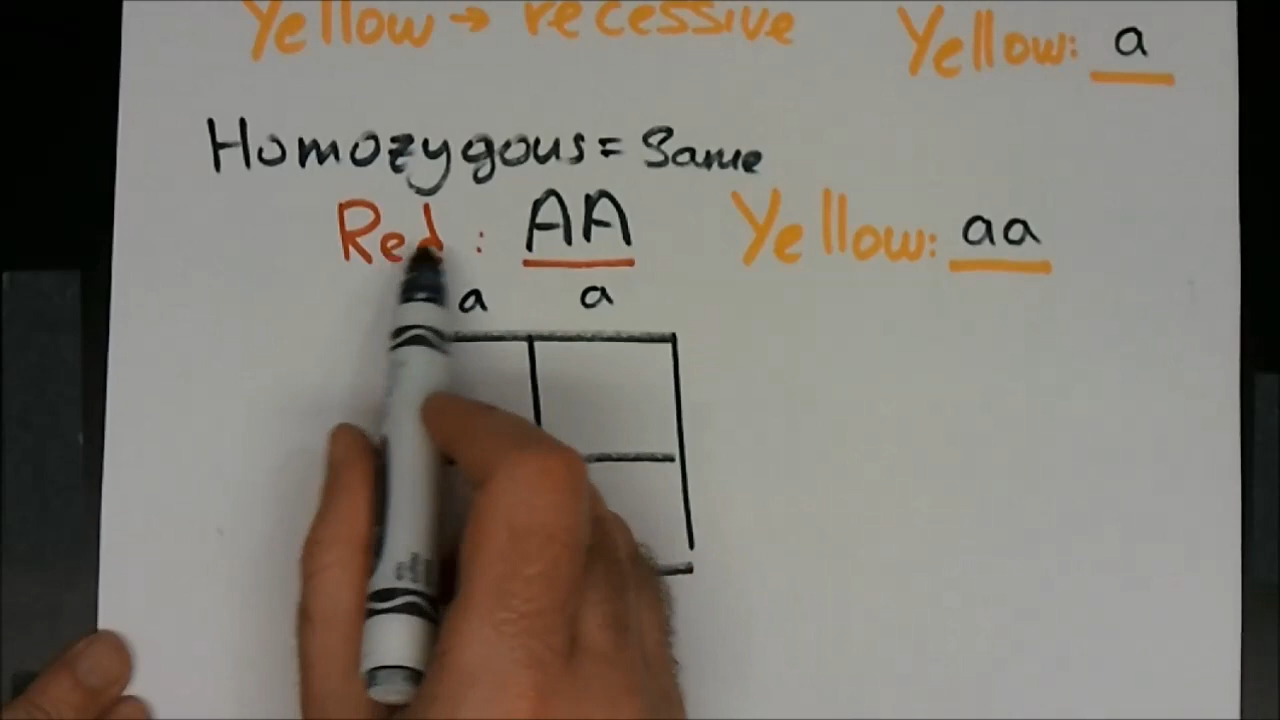 Yellow → recessive Yellow: a
Homozygous = Same
Red : AA Yellow: aa
a a